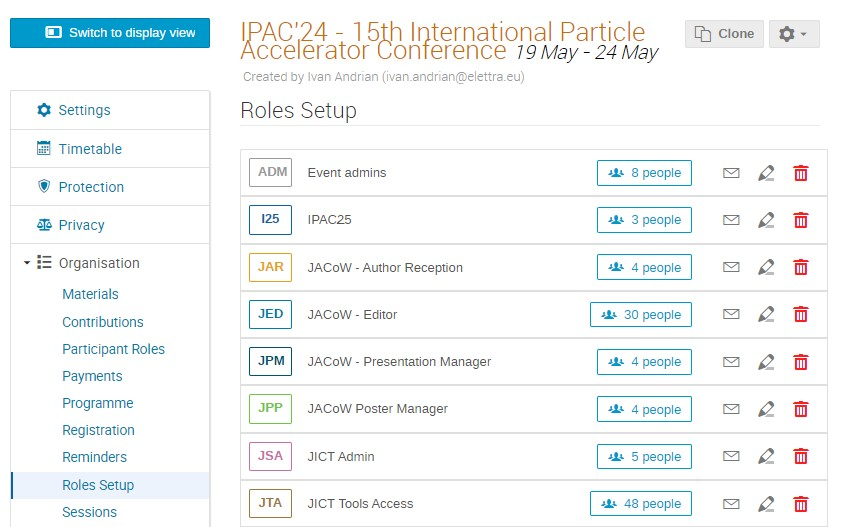 Switch to display view
IPAC'24 - 15th International Particle
Accelerator Conference 19 May - 24 May
Clone
Created by Ivan Andrian (ivan.andrian@elettra.eu)
Settings
Timetable
Protection
Privacy
Organisation
Materials
Contributions
Participant Roles
Payments
Programme
Registration
Reminders
Roles Setup
Sessions
Roles Setup
ADM Event admins 8 people
I25 IPAC25 3 people
JAR JACoW - Author Reception 4 people
JED JACoW - Editor 30 people
JPM JACoW - Presentation Manager 4 people
JPP JACoW Poster Manager 4 people
JSA JICT Admin 5 people
JTA JICT Tools Access 48 people